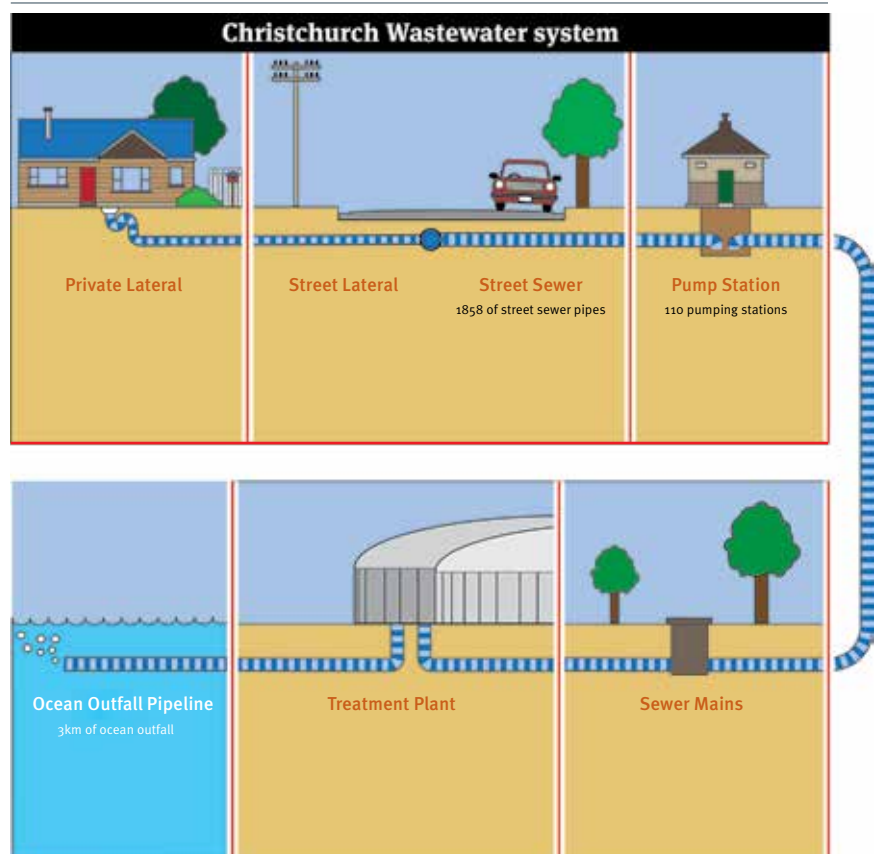 Christchurch Wastewater system
Private Lateral
Street Lateral
Street Sewer
1858 of street sewer pipes
Pump Station
110 pumping stations
Ocean Outfall Pipeline
3km of ocean outfall
Treatment Plant
Sewer Mains